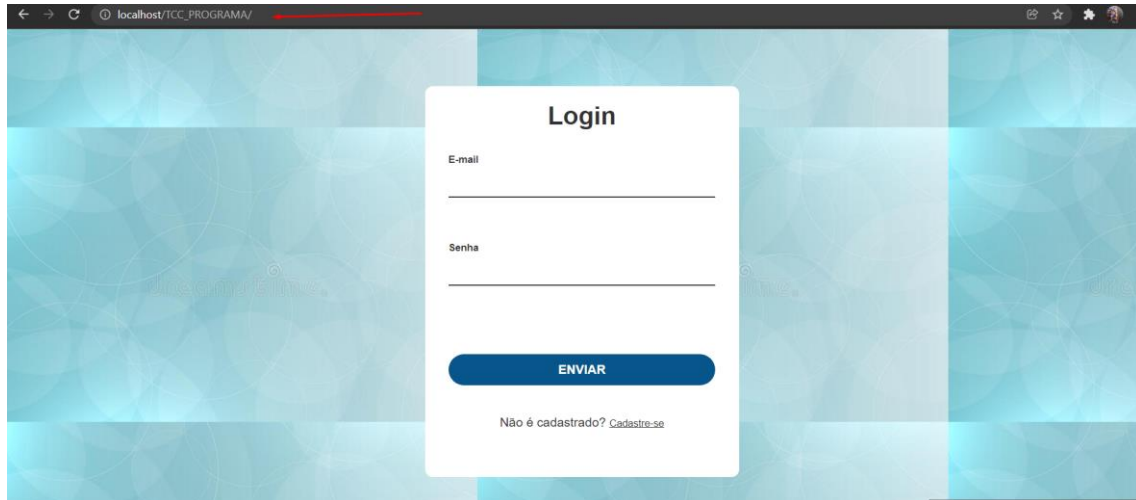 localhost/TCC_PROGRAMA/
Login
E-mail
Senha
ENVIAR
Não é cadastrado? Cadastre-se